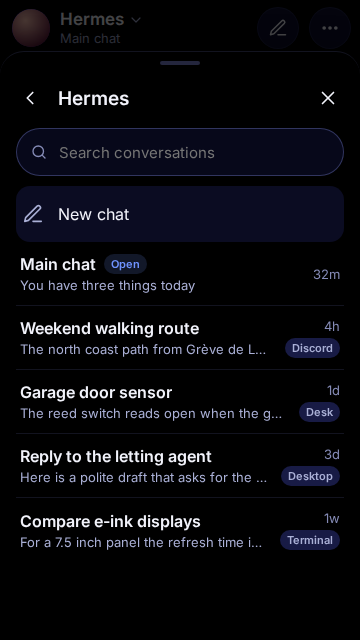 Hermes
Main chat
Hermes
Search conversations
New chat
Main chat Open
32m
You have three things today
Weekend walking route
4h
The north coast path from Grève de L...
Discord
Garage door sensor
1d
The reed switch reads open when the g...
Desk
Reply to the letting agent
3d
Here is a polite draft that asks for the ...
Desktop
Compare e-ink displays
1w
For a 7.5 inch panel the refresh time i...
Terminal